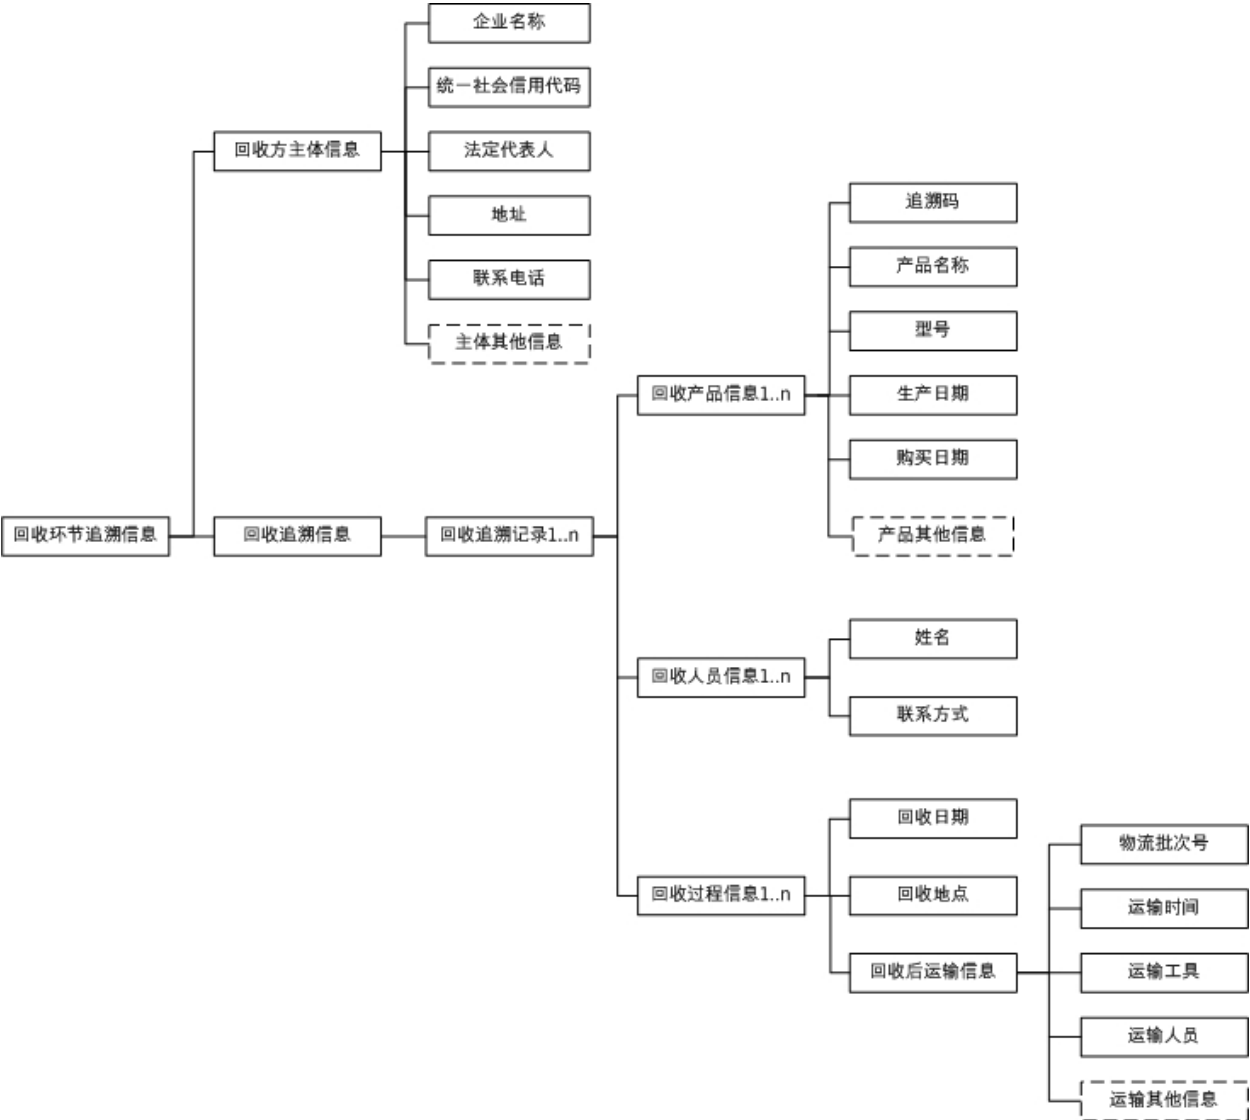 企业名称
统一社会信用代码
回收方主体信息
法定代表人
地址
联系电话
主体其他信息
追溯码
产品名称
型号
回收产品信息1..n
生产日期
购买日期
回收环节追溯信息
回收追溯信息
回收追溯记录1..n
产品其他信息
姓名
回收人员信息1..n
联系方式
回收日期
回收过程信息1..n
回收地点
回收后运输信息
物流批次号
运输时间
运输工具
运输人员
运输其他信息